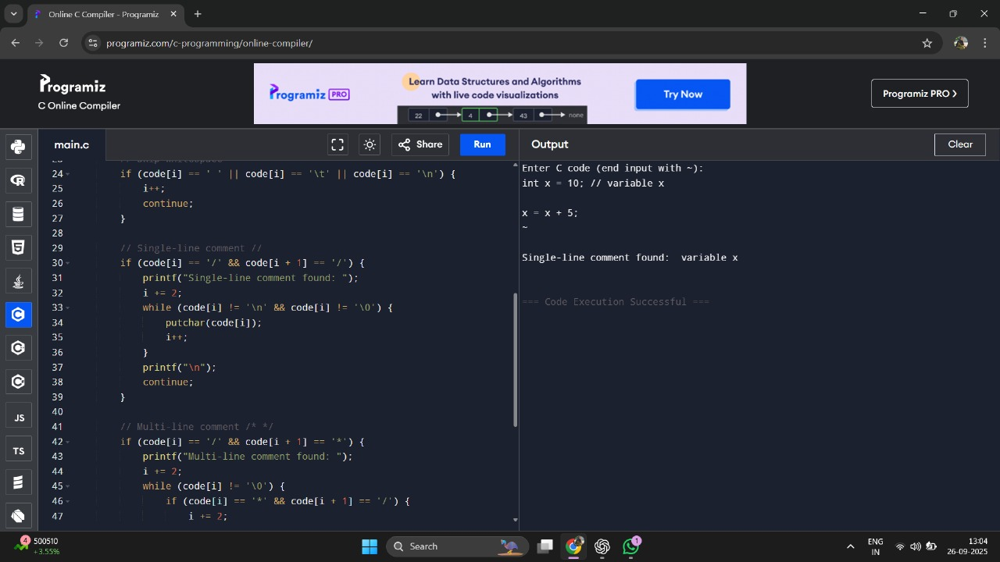 Online C Compiler - Programiz
programiz.com/c-programming/online-compiler/
Programiz
C Online Compiler
Programiz PRO
Learn Data Structures and Algorithms
with live code visualizations
22 4 43 none
Try Now
Programiz PRO ›
main.c
Share
Run
Output
Clear
24 if (code[i] == ' ' || code[i] == '\t' || code[i] == '\n') {
25 i++;
26 continue;
27 }
28
29 // Single-line comment //
30 if (code[i] == '/' && code[i + 1] == '/') {
31 printf("Single-line comment found: ");
32 i += 2;
33 while (code[i] != '\n' && code[i] != '\0') {
34 putchar(code[i]);
35 i++;
36 }
37 printf("\n");
38 continue;
39 }
40
41 // Multi-line comment /* */
42 if (code[i] == '/' && code[i + 1] == '*') {
43 printf("Multi-line comment found: ");
44 i += 2;
45 while (code[i] != '\0') {
46 if (code[i] == '*' && code[i + 1] == '/') {
47 i += 2;
Enter C code (end input with ~):
int x = 10; // variable x
x = x + 5;
~
Single-line comment found:  variable x
=== Code Execution Successful ===
JS
TS
4
500510
+3.55%
Search
1
ENG
IN
13:04
26-09-2025